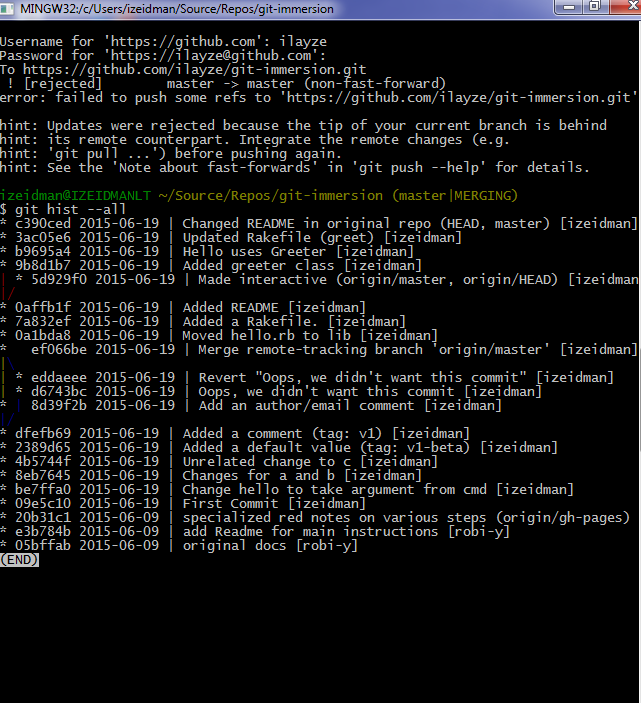 MINGW32:/c/Users/izeidman/Source/Repos/git-immersion
Username for 'https://github.com': ilayze
Password for 'https://ilayze@github.com':
To https://github.com/ilayze/git-immersion.git
 ! [rejected]        master -> master (non-fast-forward)
error: failed to push some refs to 'https://github.com/ilayze/git-immersion.git'
hint: Updates were rejected because the tip of your current branch is behind
hint: its remote counterpart. Integrate the remote changes (e.g.
hint: 'git pull ...') before pushing again.
hint: See the 'Note about fast-forwards' in 'git push --help' for details.
izeidman@IZEIDMANLT ~/Source/Repos/git-immersion (master|MERGING)
$ git hist --all
* c390ced 2015-06-19 | Changed README in original repo (HEAD, master) [izeidman]
* 3ac05e6 2015-06-19 | Updated Rakefile (greet) [izeidman]
* b9695a4 2015-06-19 | Hello uses Greeter [izeidman]
* 9b8d1b7 2015-06-19 | Added greeter class [izeidman]
| * 5d929f0 2015-06-19 | Made interactive (origin/master, origin/HEAD) [izeidman
|/
* 0affb1f 2015-06-19 | Added README [izeidman]
* 7a832ef 2015-06-19 | Added a Rakefile. [izeidman]
* 0a1bda8 2015-06-19 | Moved hello.rb to lib [izeidman]
*   ef066be 2015-06-19 | Merge remote-tracking branch 'origin/master' [izeidman]
|\
| * eddaeee 2015-06-19 | Revert "Oops, we didn't want this commit" [izeidman]
| * d6743bc 2015-06-19 | Oops, we didn't want this commit [izeidman]
* | 8d39f2b 2015-06-19 | Add an author/email comment [izeidman]
|/
* dfefb69 2015-06-19 | Added a comment (tag: v1) [izeidman]
* 2389d65 2015-06-19 | Added a default value (tag: v1-beta) [izeidman]
* 4b5744f 2015-06-19 | Unrelated change to c [izeidman]
* 8eb7645 2015-06-19 | Changes for a and b [izeidman]
* be7ffa0 2015-06-19 | Change hello to take argument from cmd [izeidman]
* 09e5c10 2015-06-19 | First Commit [izeidman]
* 20b31c1 2015-06-09 | specialized red notes on various steps (origin/gh-pages)
* e3b784b 2015-06-09 | add Readme for main instructions [robi-y]
* 05bffab 2015-06-09 | original docs [robi-y]
(END)